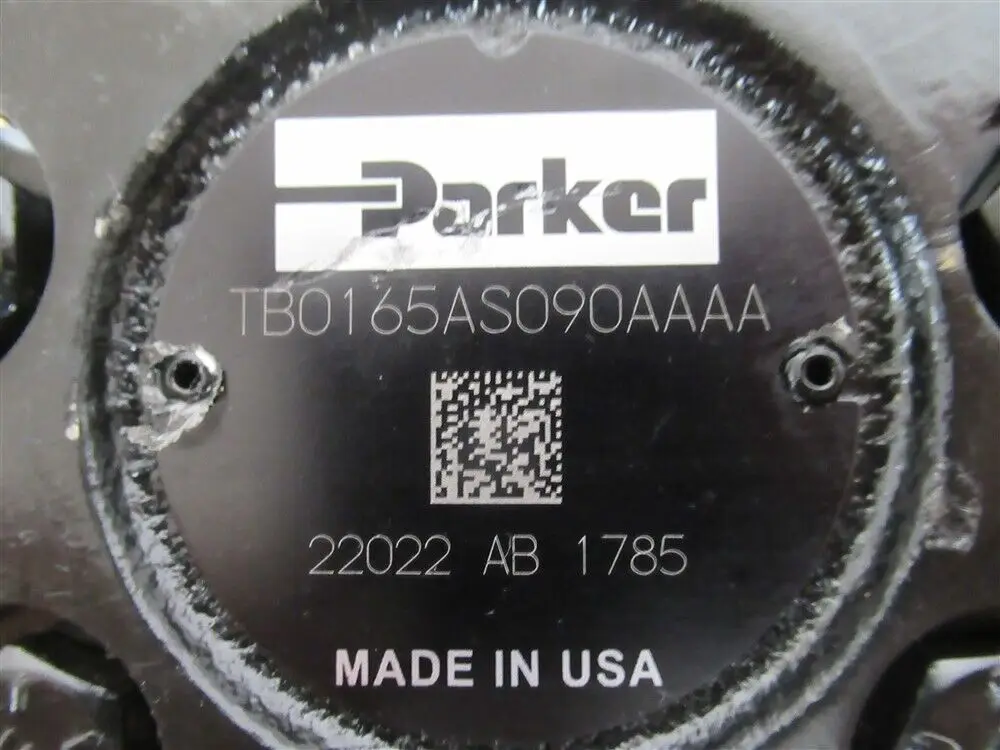 Parker
TB0165AS090AAAA
22022 AB 1785
MADE IN USA